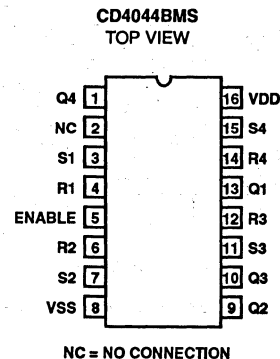 CD4044BMS
TOP VIEW
Q4 1 16 VDD
NC 2 15 S4
S1 3 14 R4
R1 4 13 Q1
ENABLE 5 12 R3
R2 6 11 S3
S2 7 10 Q3
VSS 8 9 Q2
NC = NO CONNECTION